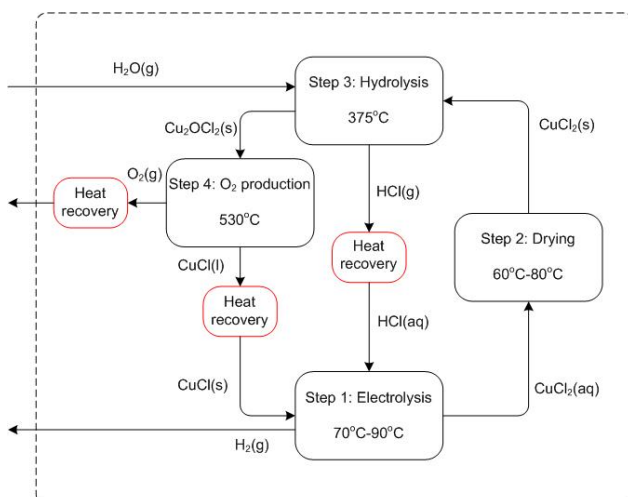 H₂O(g)
Step 3: Hydrolysis
375°C
Cu₂OCl₂(s)
CuCl₂(s)
O₂(g)
Step 4: O₂ production
530°C
HCl(g)
Heat
recovery
Heat
recovery
Step 2: Drying
60°C-80°C
CuCl(l)
Heat
recovery
HCl(aq)
CuCl(s)
Step 1: Electrolysis
70°C-90°C
CuCl₂(aq)
H₂(g)